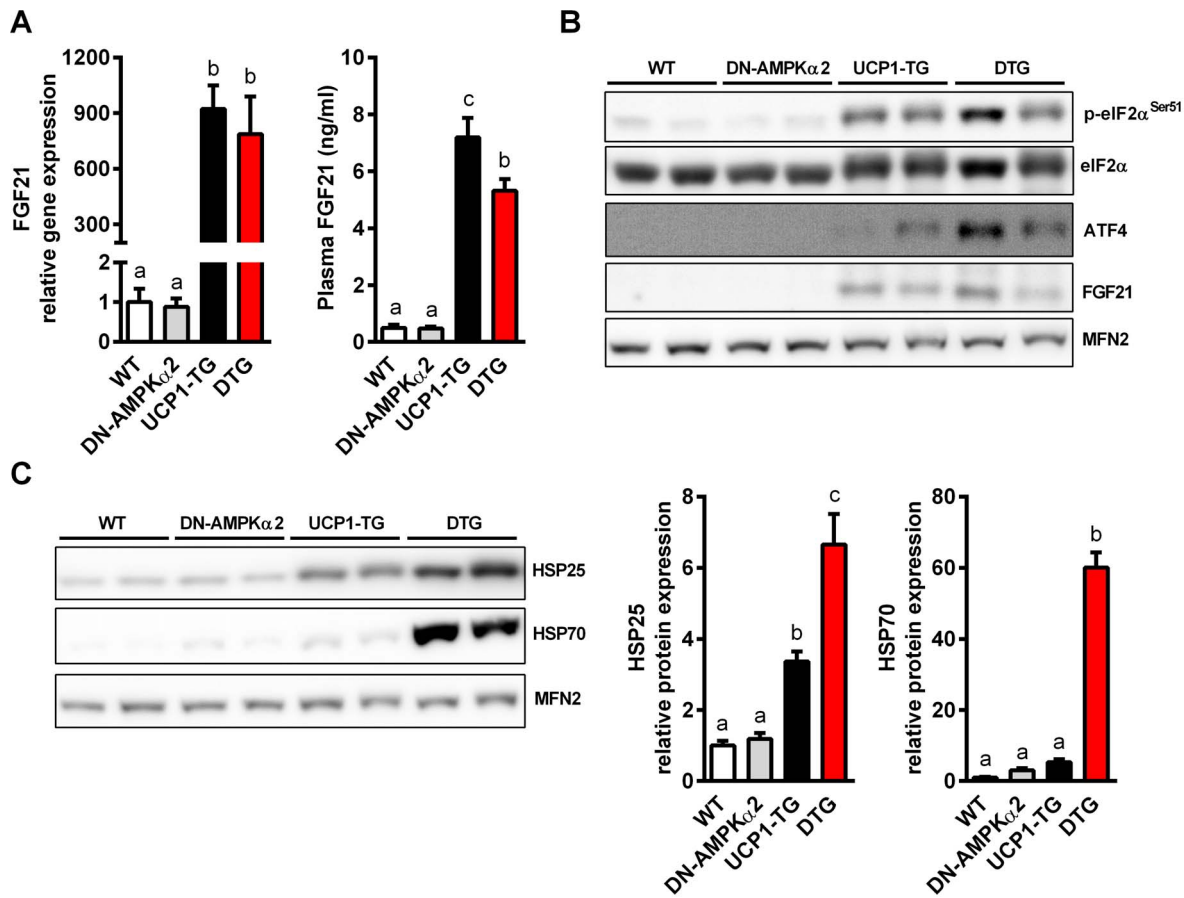 A
FGF21
relative gene expression
1200
900
600
300
2
1
0
a
a
b
b
WT
DN-AMPKα2
UCP1-TG
DTG
Plasma FGF21 (ng/ml)
10
8
6
4
2
0
a
a
c
b
WT
DN-AMPKα2
UCP1-TG
DTG
B
WT DN-AMPKα2 UCP1-TG DTG
p-eIF2αSer51
eIF2α
ATF4
FGF21
MFN2
C
WT DN-AMPKα2 UCP1-TG DTG
HSP25
HSP70
MFN2
HSP25
relative protein expression
8
6
4
2
0
a
a
b
c
WT
DN-AMPKα2
UCP1-TG
DTG
HSP70
relative protein expression
80
60
40
20
0
a
a
a
b
WT
DN-AMPKα2
UCP1-TG
DTG